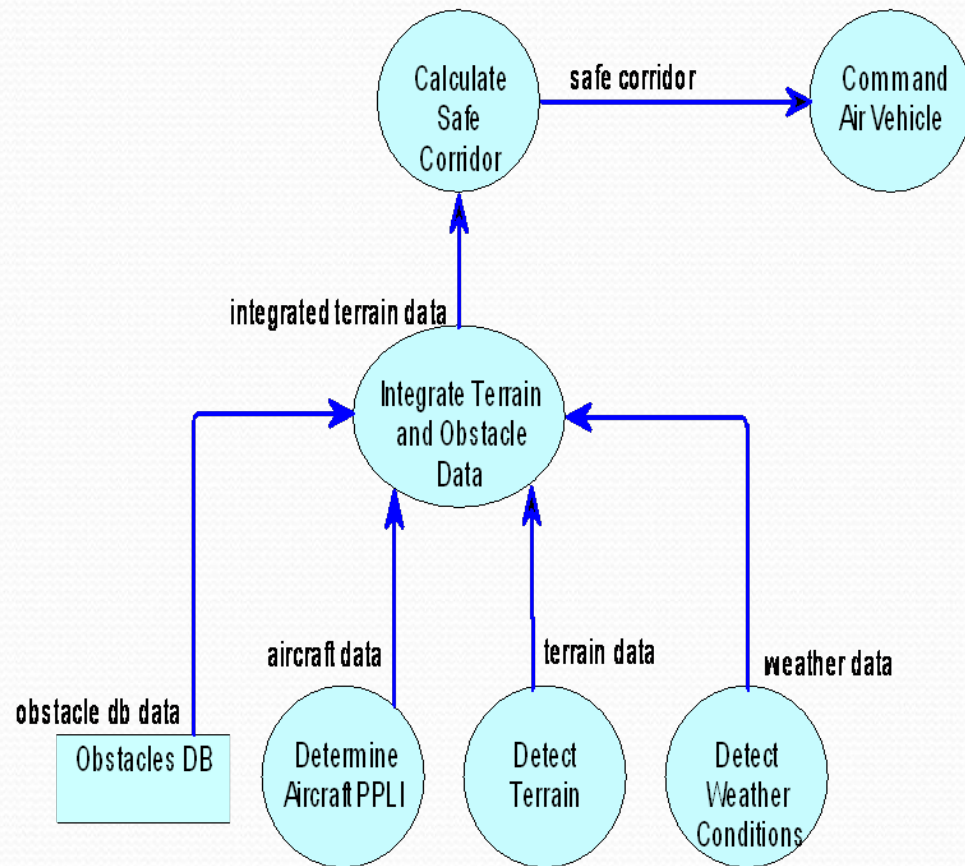 Calculate
Safe
Corridor
safe corridor
Command
Air Vehicle
integrated terrain data
Integrate Terrain
and Obstacle
Data
aircraft data
terrain data
weather data
obstacle db data
Obstacles DB
Determine
Aircraft PPLI
Detect
Terrain
Detect
Weather
Conditions